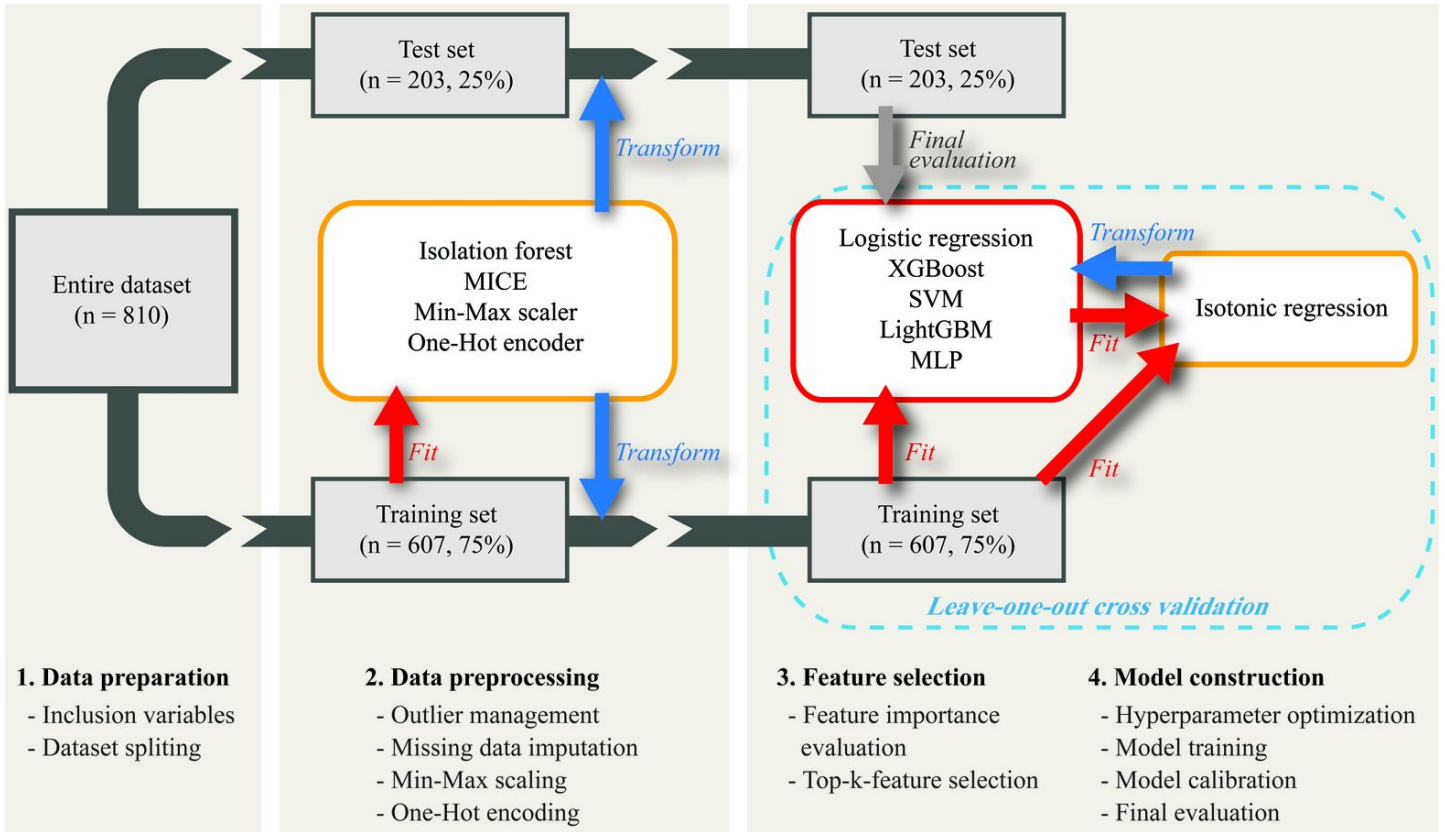 Entire dataset
(n = 810)
Test set
(n = 203, 25%)
Transform
Isolation forest
MICE
Min-Max scaler
One-Hot encoder
Fit
Transform
Training set
(n = 607, 75%)
Test set
(n = 203, 25%)
Final
evaluation
Logistic regression
XGBoost
SVM
LightGBM
MLP
Transform
Fit
Isotonic regression
Fit
Fit
Training set
(n = 607, 75%)
Leave-one-out cross validation
1. Data preparation
- Inclusion variables
- Dataset spliting
2. Data preprocessing
- Outlier management
- Missing data imputation
- Min-Max scaling
- One-Hot encoding
3. Feature selection
- Feature importance
evaluation
- Top-k-feature selection
4. Model construction
- Hyperparameter optimization
- Model training
- Model calibration
- Final evaluation